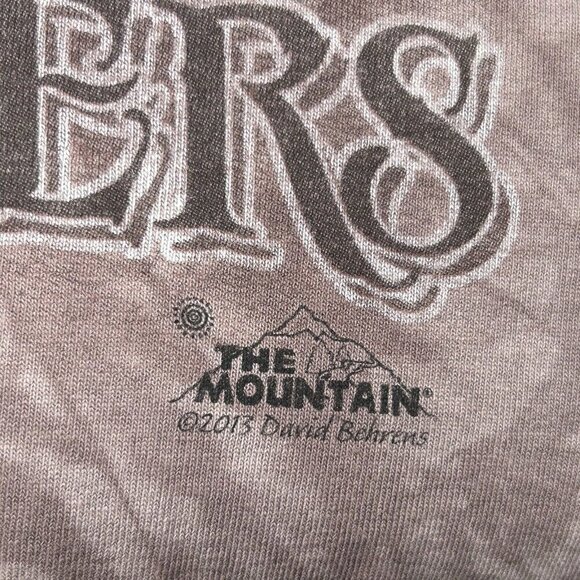 ERS
THE
MOUNTAIN®
©2013 David Behrens